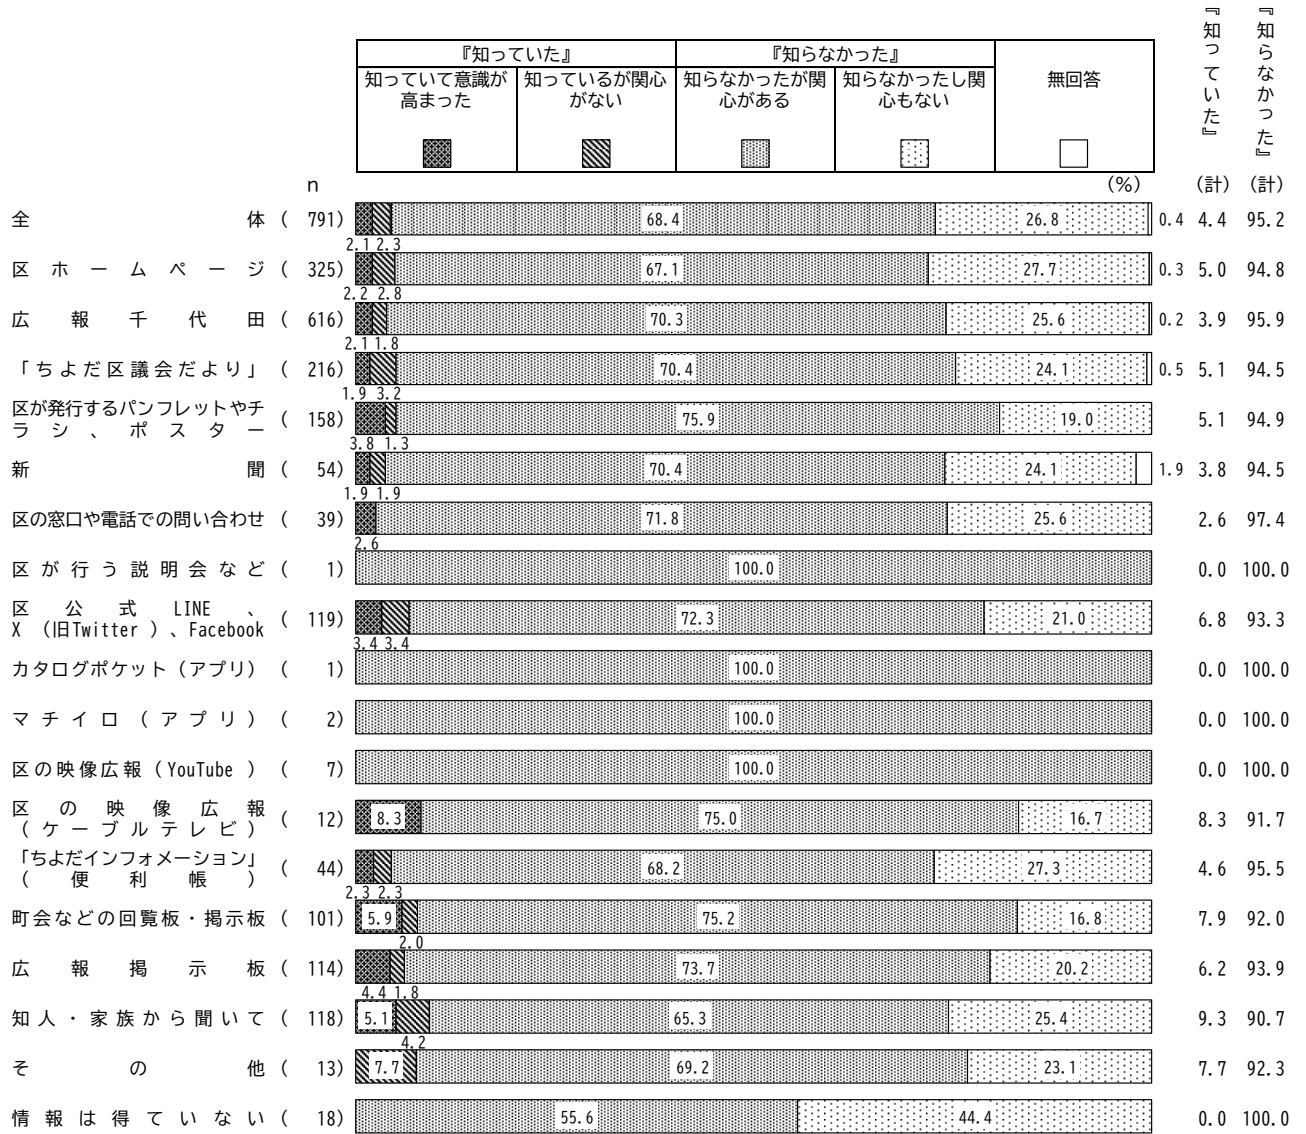 『知っていた』 『知らなかった』
『知っていた』 『知らなかった』 無回答
知っていて意識が高まった 知っているが関心がない 知らなかったが関心がある 知らなかったし関心もない
n (%) (計) (計)
全体 ( 791) 2.1 2.3 68.4 26.8 0.4 4.4 95.2
区ホームページ ( 325) 2.2 2.8 67.1 27.7 0.3 5.0 94.8
広報千代田 ( 616) 2.1 1.8 70.3 25.6 0.2 3.9 95.9
「ちよだ区議会だより」 ( 216) 1.9 3.2 70.4 24.1 0.5 5.1 94.5
区が発行するパンフレットやチラシ、ポスター ( 158) 3.8 1.3 75.9 19.0 5.1 94.9
新聞 ( 54) 1.9 1.9 70.4 24.1 1.9 3.8 94.5
区の窓口や電話での問い合わせ ( 39) 2.6 71.8 25.6 2.6 97.4
区が行う説明会など ( 1) 100.0 0.0 100.0
区公式LINE、X(旧Twitter)、Facebook ( 119) 3.4 3.4 72.3 21.0 6.8 93.3
カタログポケット(アプリ) ( 1) 100.0 0.0 100.0
マチイロ(アプリ) ( 2) 100.0 0.0 100.0
区の映像広報(YouTube) ( 7) 100.0 0.0 100.0
区の映像広報(ケーブルテレビ) ( 12) 8.3 75.0 16.7 8.3 91.7
「ちよだインフォメーション」(便利帳) ( 44) 2.3 2.3 68.2 27.3 4.6 95.5
町会などの回覧板・掲示板 ( 101) 5.9 2.0 75.2 16.8 7.9 92.0
広報掲示板 ( 114) 4.4 1.8 73.7 20.2 6.2 93.9
知人・家族から聞いて ( 118) 5.1 4.2 65.3 25.4 9.3 90.7
その他 ( 13) 7.7 69.2 23.1 7.7 92.3
情報は得ていない ( 18) 55.6 44.4 0.0 100.0